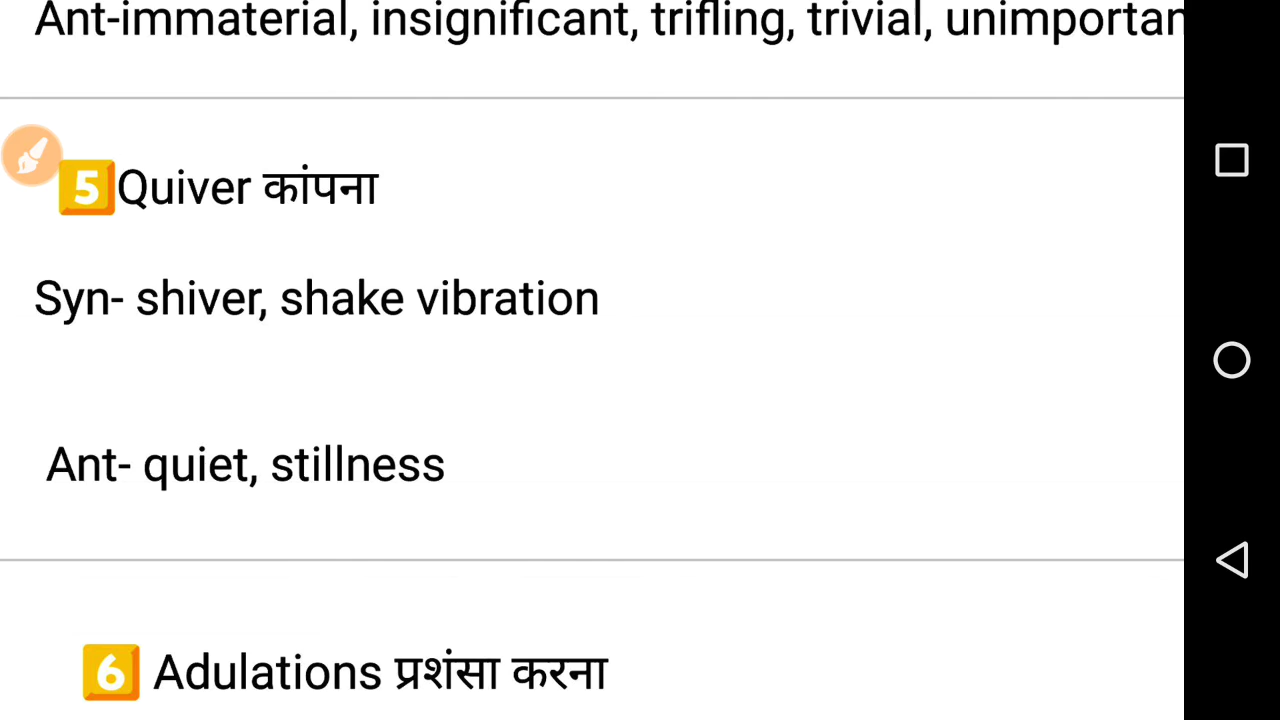 Ant-immaterial, insignificant, trifling, trivial, unimportan
5 Quiver कांपना
Syn- shiver, shake vibration
Ant- quiet, stillness
6 Adulations प्रशंसा करना